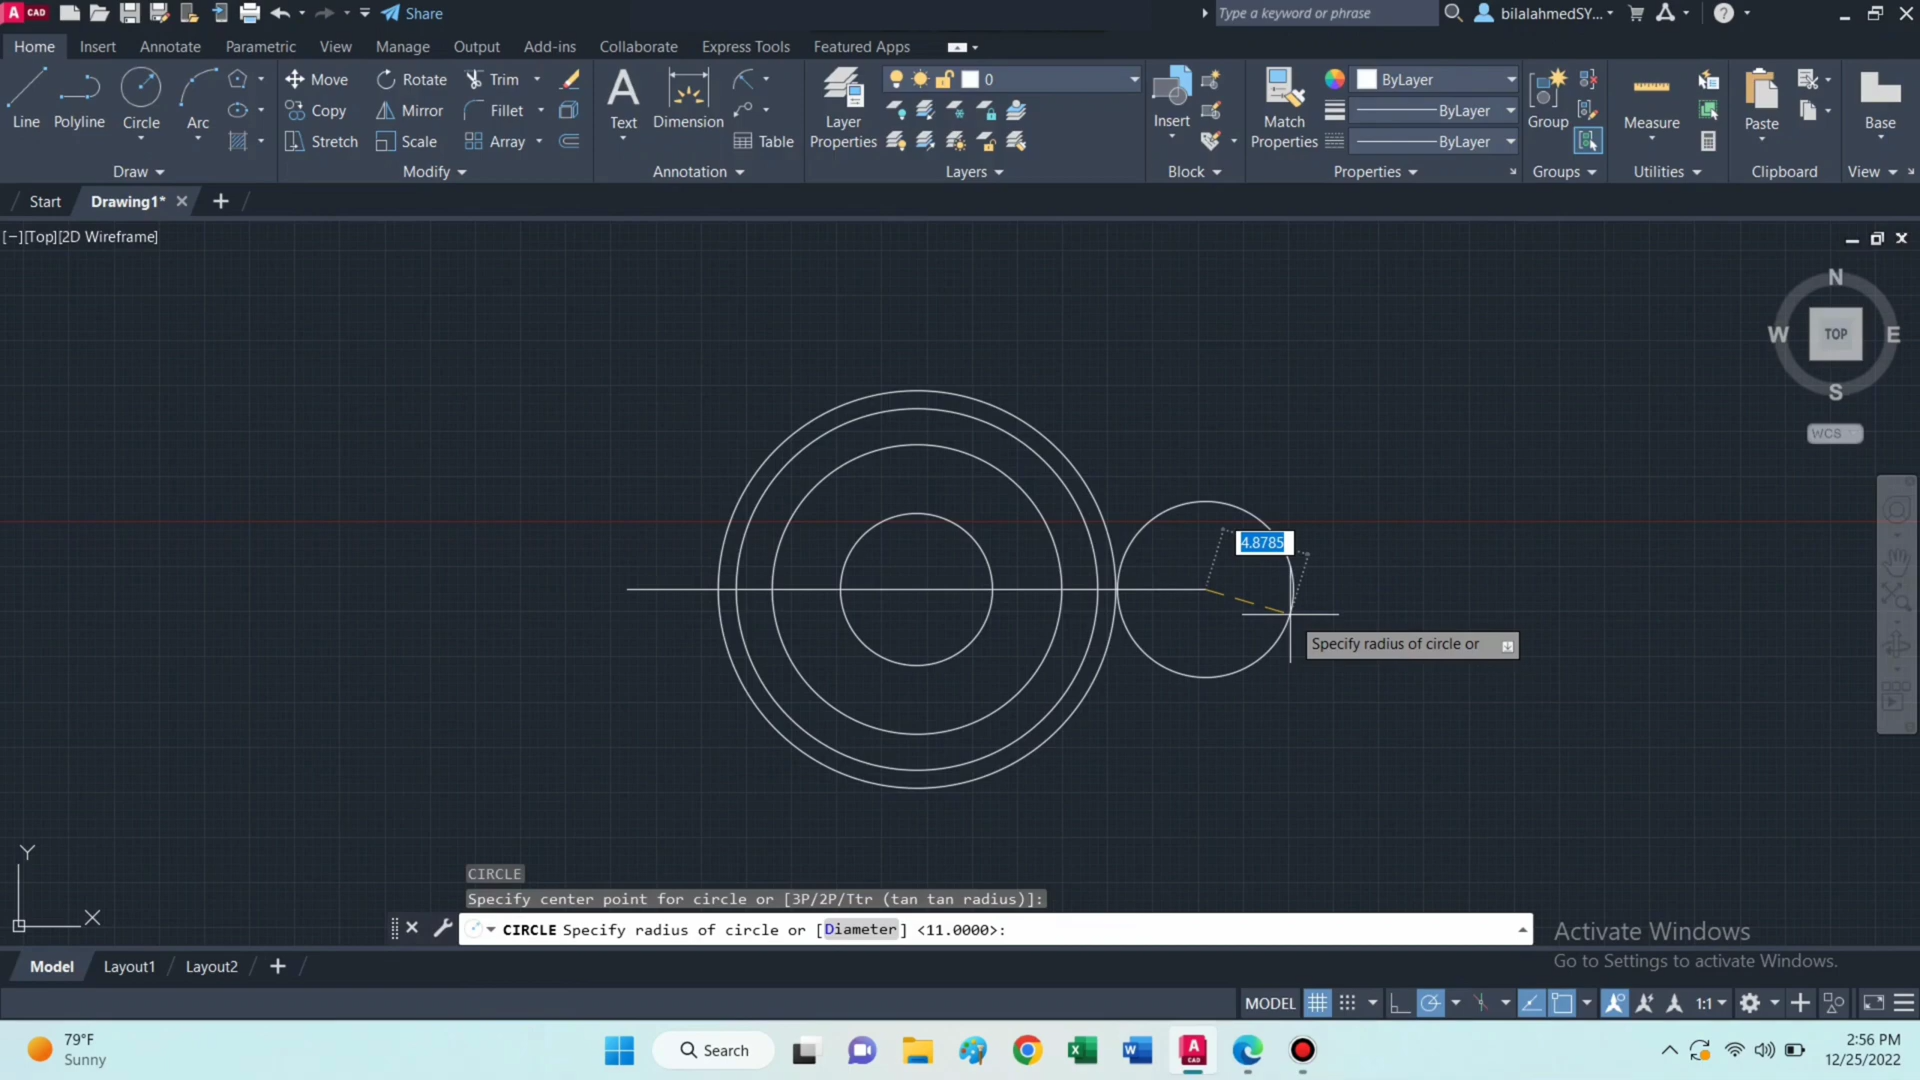 A CAD
Share
Type a keyword or phrase
bilalahmedSY...
Home Insert Annotate Parametric View Manage Output Add-ins Collaborate Express Tools Featured Apps
Line Polyline Circle Arc
Move Rotate Trim
Copy Mirror Fillet
Stretch Scale Array
Text Dimension Table
Layer Properties
0
Insert
Match Properties
ByLayer
ByLayer
ByLayer
Group
Measure
Paste
Base
Draw Modify Annotation Layers Block Properties Groups Utilities Clipboard View
Start Drawing1*
[−][Top][2D Wireframe]
N
W TOP E
S
WCS
4.8785
Specify radius of circle or
Y
X
CIRCLE
Specify center point for circle or [3P/2P/Ttr (tan tan radius)]:
CIRCLE Specify radius of circle or [Diameter] <11.0000>:
Activate Windows
Go to Settings to activate Windows.
Model Layout1 Layout2
MODEL 1:1
79°F
Sunny
Search
2:56 PM
12/25/2022